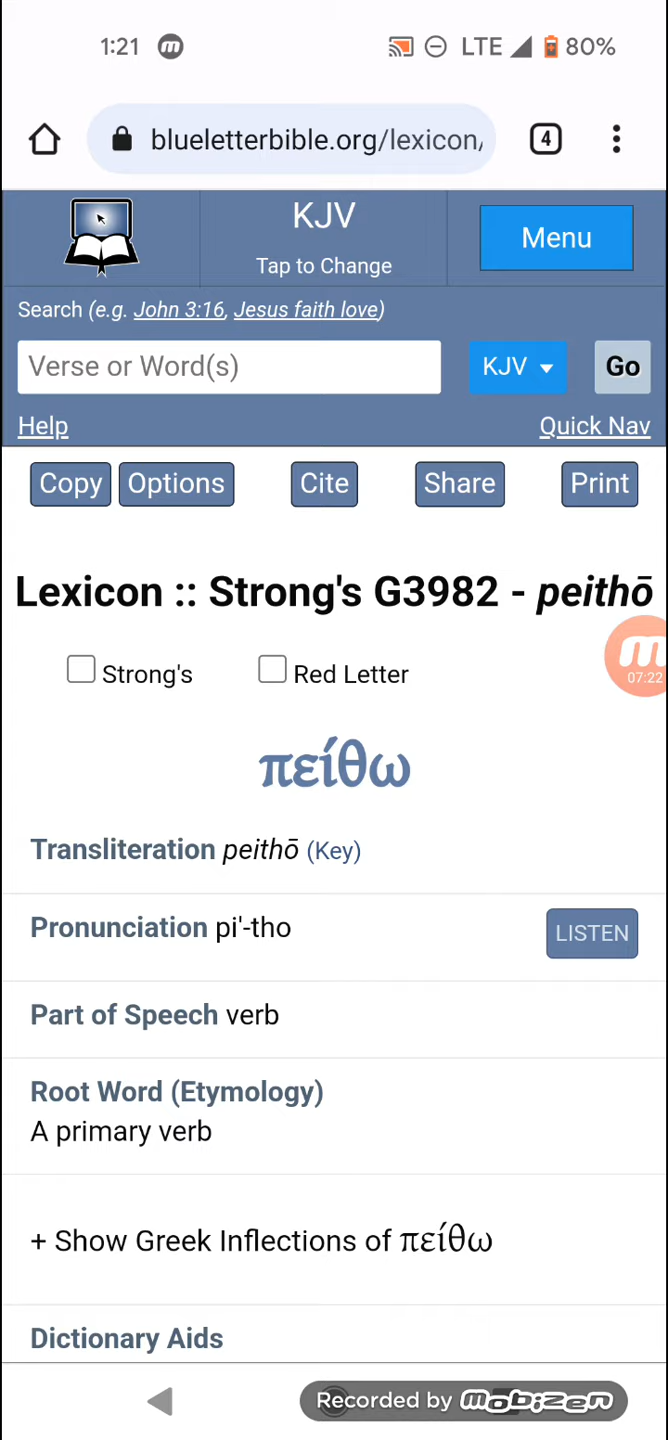 1:21 m LTE 80%
blueletterbible.org/lexicon/ 4
KJV
Tap to Change
Menu
Search (e.g. John 3:16, Jesus faith love)
Verse or Word(s) KJV Go
Help Quick Nav
Copy Options Cite Share Print
Lexicon :: Strong's G3982 - peithō
Strong's Red Letter
m
07:22
πείθω
Transliteration peithō (Key)
Pronunciation pi'-tho LISTEN
Part of Speech verb
Root Word (Etymology)
A primary verb
+ Show Greek Inflections of πείθω
Dictionary Aids
Recorded by mobizen